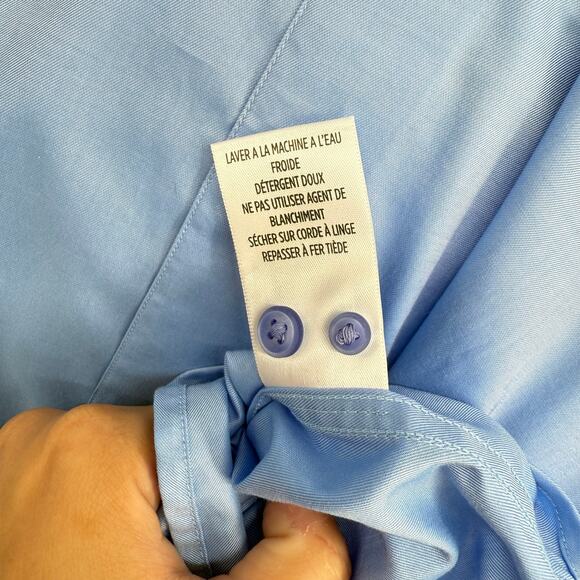 LAVER A LA MACHINE A L'EAU
FROIDE
DÉTERGENT DOUX
NE PAS UTILISER AGENT DE
BLANCHIMENT
SÉCHER SUR CORDE À LINGE
REPASSER À FER TIÈDE